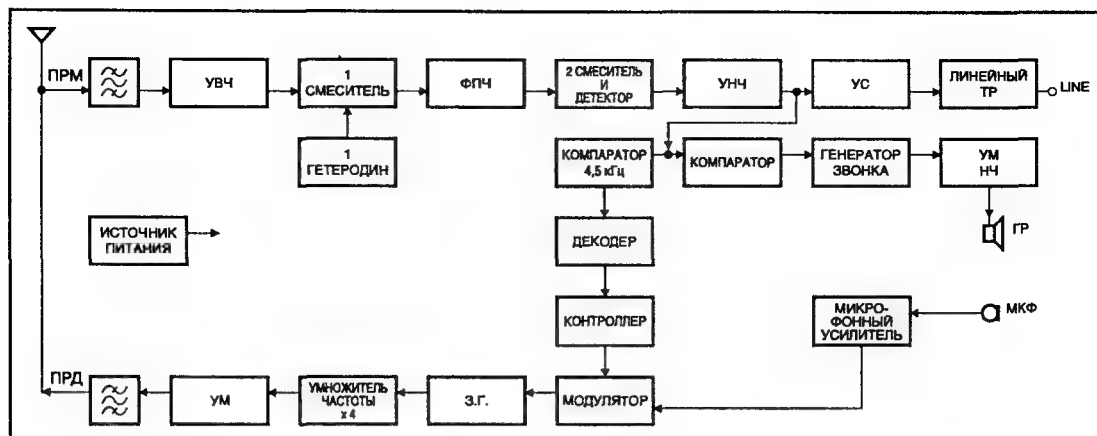 ПРМ
УВЧ
1
СМЕСИТЕЛЬ
ФПЧ
2 СМЕСИТЕЛЬ
И
ДЕТЕКТОР
УНЧ
УС
ЛИНЕЙНЫЙ
ТР
LINE
1
ГЕТЕРОДИН
КОМПАРАТОР
4,5 кГц
КОМПАРАТОР
ГЕНЕРАТОР
ЗВОНКА
УМ
НЧ
ИСТОЧНИК
ПИТАНИЯ
ДЕКОДЕР
ГР
КОНТРОЛЛЕР
МИКРО-
ФОННЫЙ
УСИЛИТЕЛЬ
МКФ
ПРД
УМ
УМНОЖИТЕЛЬ
ЧАСТОТЫ
х 4
З.Г.
МОДУЛЯТОР